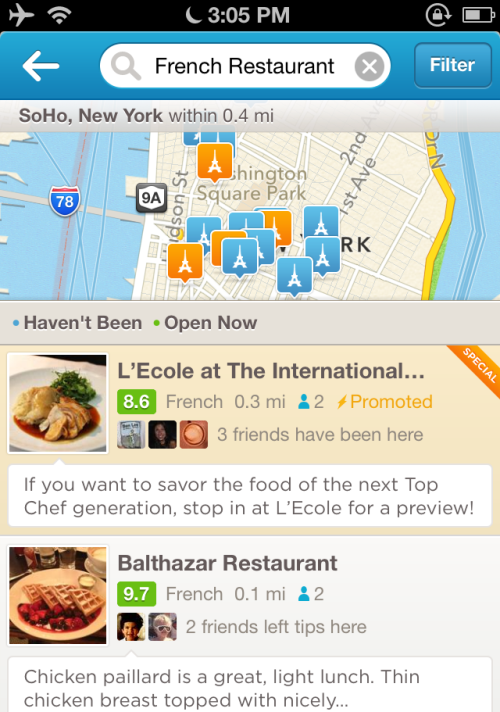 3:05 PM
French Restaurant
Filter
SoHo, New York within 0.4 mi
2nd Ave
1st Ave
78
9A
Washington
Square Park
YORK
• Haven't Been • Open Now
SPECIAL
L'Ecole at The International...
8.6 French 0.3 mi 2 Promoted
3 friends have been here
If you want to savor the food of the next Top
Chef generation, stop in at L'Ecole for a preview!
Balthazar Restaurant
9.7 French 0.1 mi 2
2 friends left tips here
Chicken paillard is a great, light lunch. Thin
chicken breast topped with nicely...